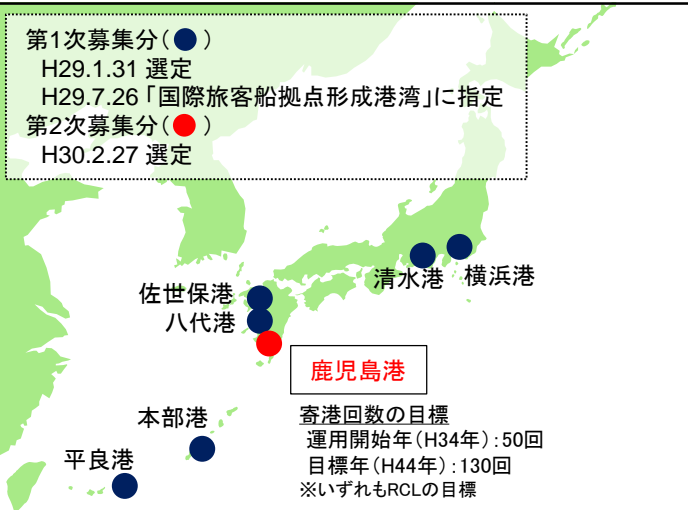 第1次募集分(●)
H29.1.31 選定
H29.7.26「国際旅客船拠点形成港湾」に指定
第2次募集分(●)
H30.2.27 選定
清水港
横浜港
佐世保港
八代港
鹿児島港
本部港
平良港
寄港回数の目標
運用開始年(H34年):50回
目標年(H44年):130回
※いずれもRCLの目標